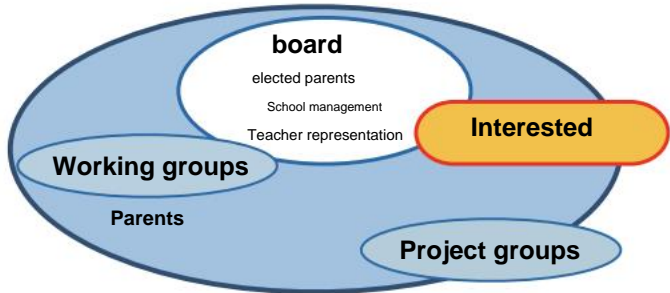 board
elected parents
School management
Teacher representation
Interested
Working groups
Parents
Project groups